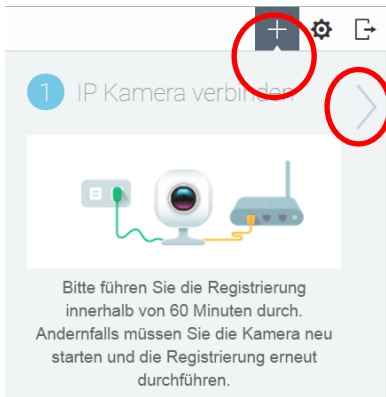 1 IP Kamera verbinden
Bitte führen Sie die Registrierung
innerhalb von 60 Minuten durch.
Andernfalls müssen Sie die Kamera neu
starten und die Registrierung erneut
durchführen.